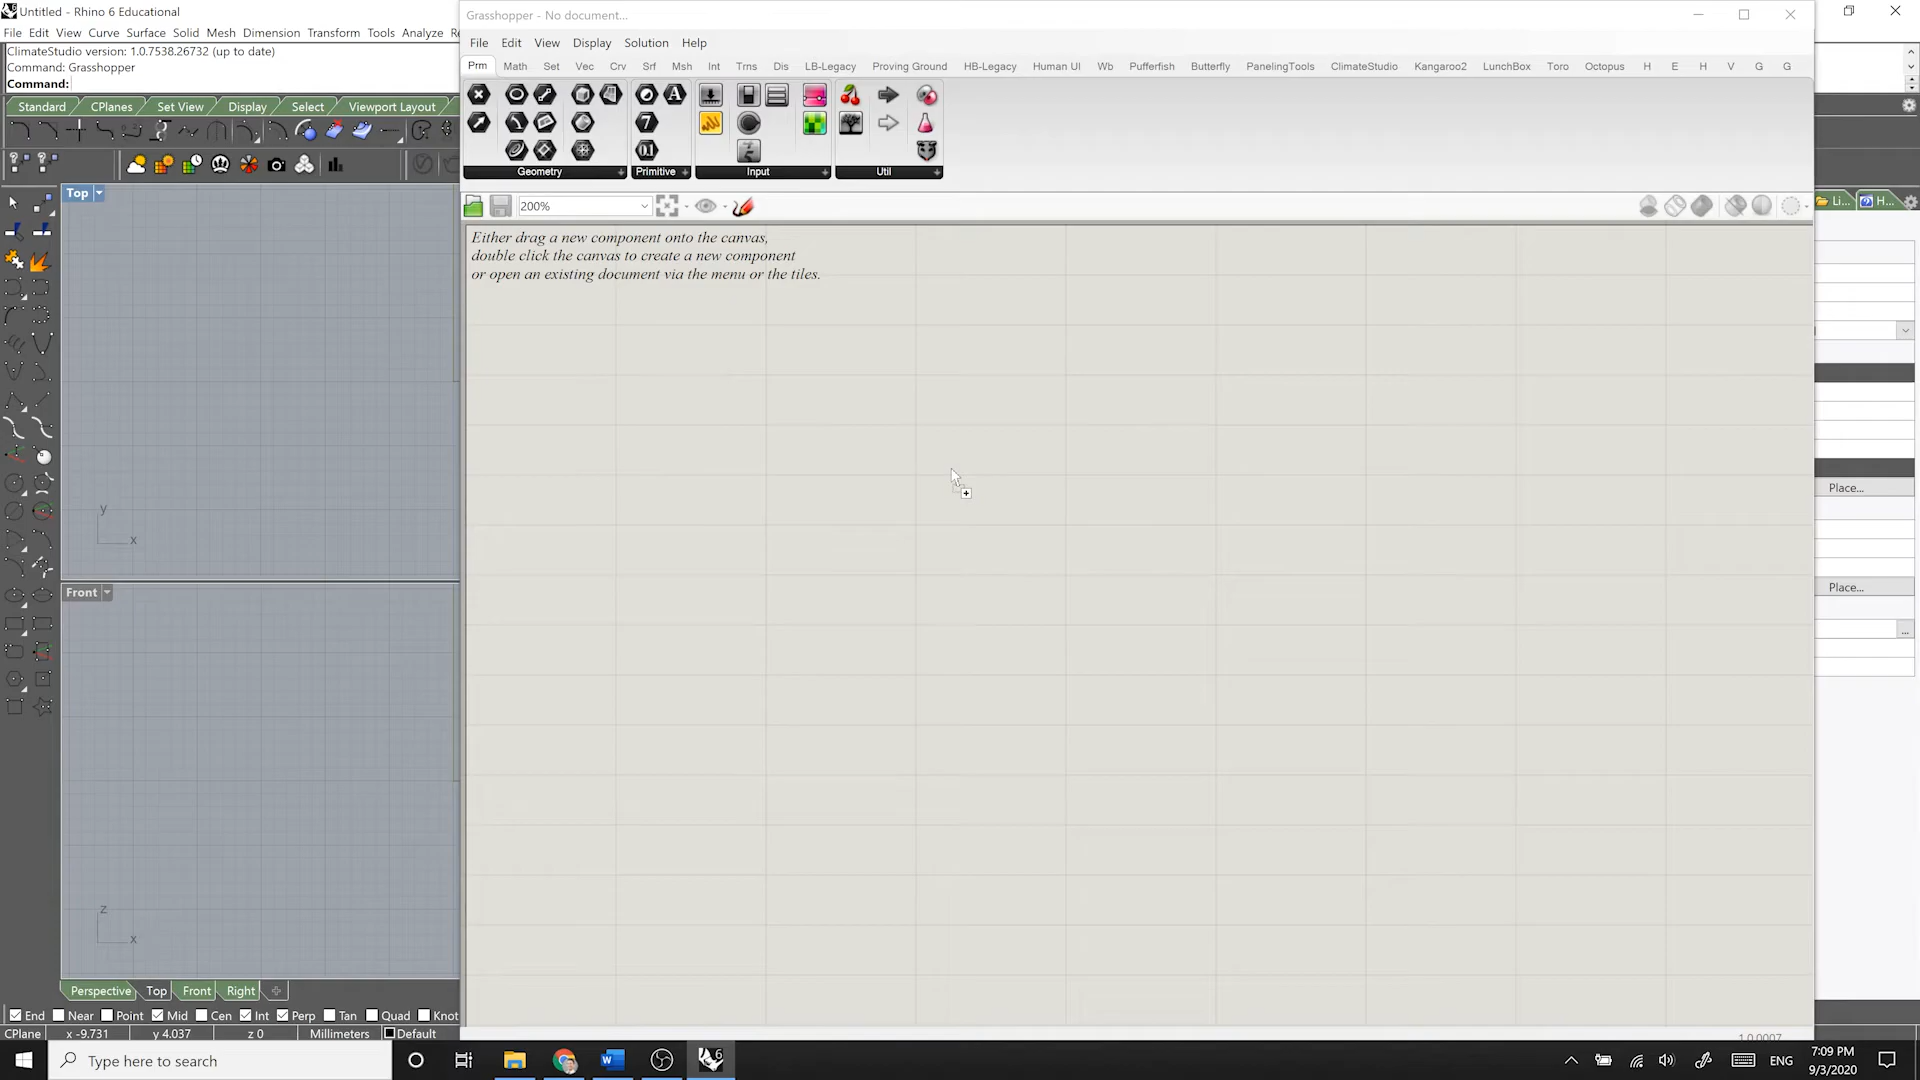 Untitled - Rhino 6 Educational
File Edit View Curve Surface Solid Mesh Dimension Transform Tools Analyze
ClimateStudio version: 1.0.7538.26732 (up to date)
Command: Grasshopper
Command:
Standard CPlanes Set View Display Select Viewport Layout
Top
y
x
Front
z
x
Perspective Top Front Right
End Near Point Mid Cen Int Perp Tan Quad Knot
CPlane x -9.731 y 4.037 z 0 Millimeters Default
Grasshopper - No document...
File Edit View Display Solution Help
Prm Math Set Vec Crv Srf Msh Int Trns Dis LB-Legacy Proving Ground HB-Legacy Human UI Wb Pufferfish Butterfly PanelingTools ClimateStudio Kangaroo2 LunchBox Toro Octopus H E H V G G
A
7
0.1
Geometry Primitive Input Util
200%
Either drag a new component onto the canvas,
double click the canvas to create a new component
or open an existing document via the menu or the tiles.
Li... H...
Place...
Place...
...
Type here to search
ENG
7:09 PM
9/3/2020